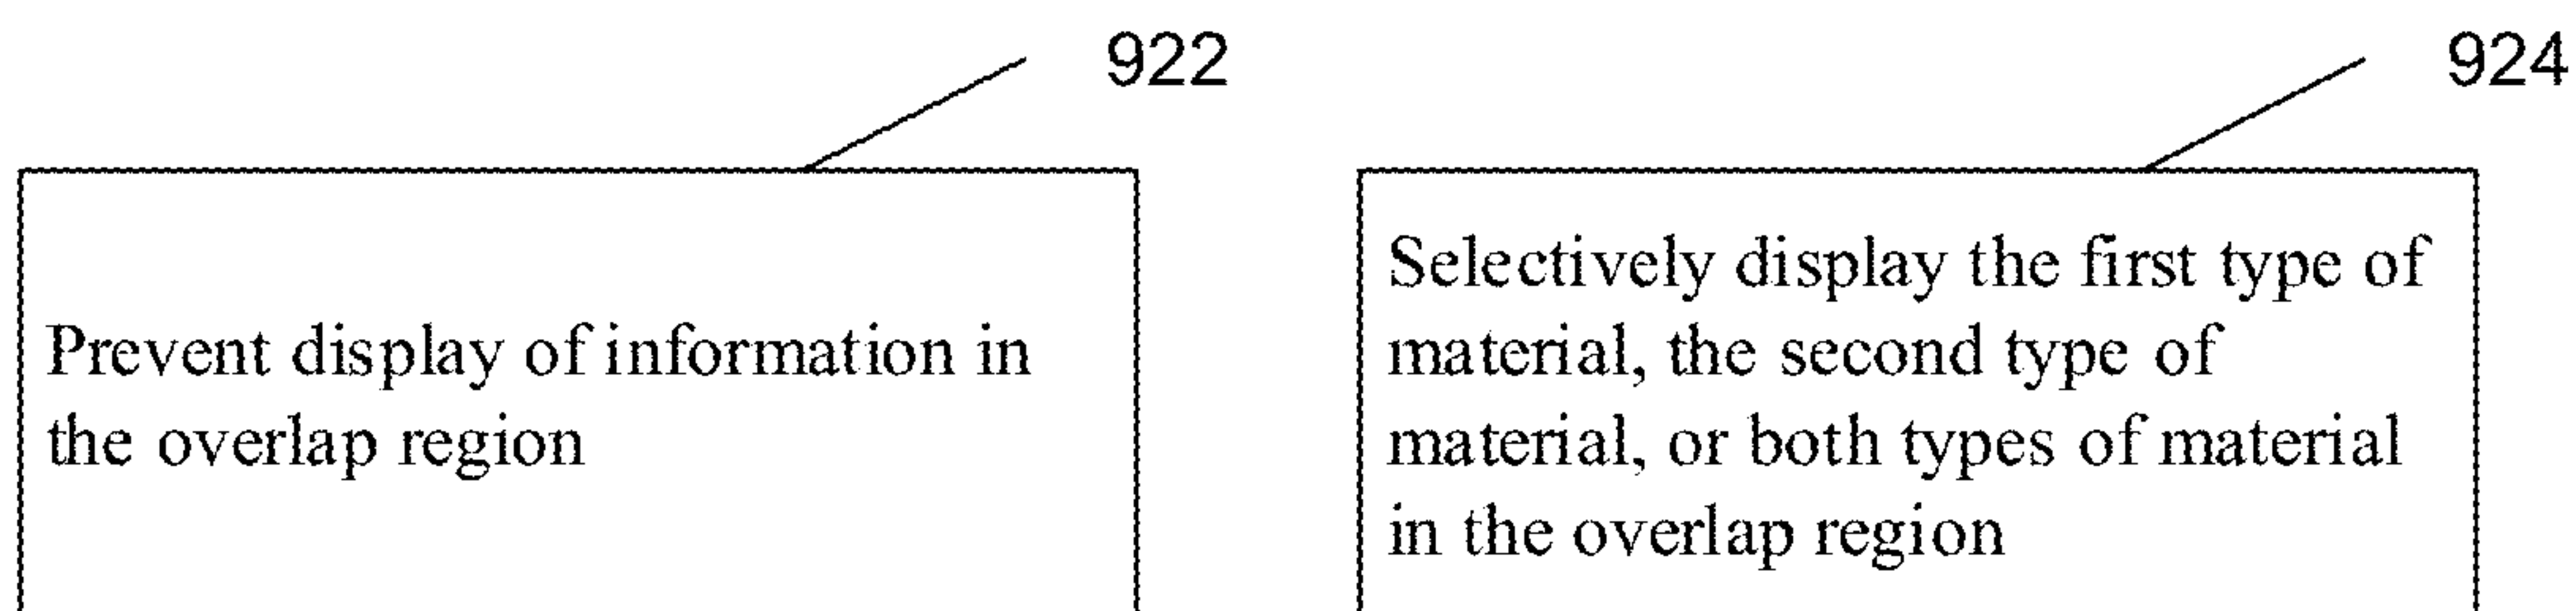 922
Prevent display of information in
the overlap region
924
Selectively display the first type of
material, the second type of
material, or both types of material
in the overlap region